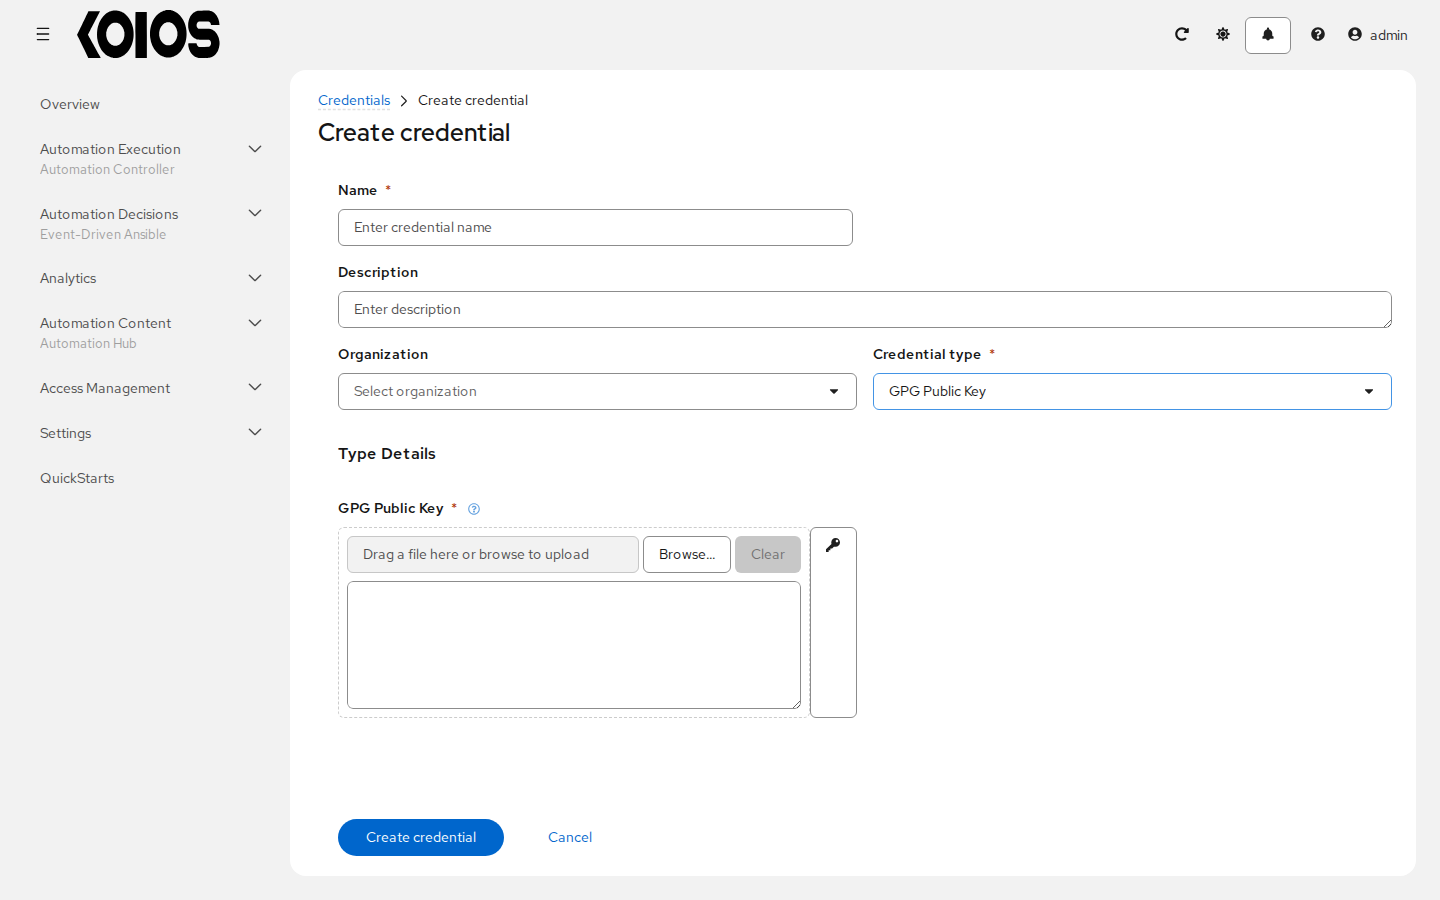 KOIOS
admin
Overview
Automation Execution
Automation Controller
Automation Decisions
Event-Driven Ansible
Analytics
Automation Content
Automation Hub
Access Management
Settings
QuickStarts
Credentials > Create credential
Create credential
Name *
Enter credential name
Description
Enter description
Organization
Credential type *
Select organization
GPG Public Key
Type Details
GPG Public Key *
Drag a file here or browse to upload
Browse...
Clear
Create credential
Cancel